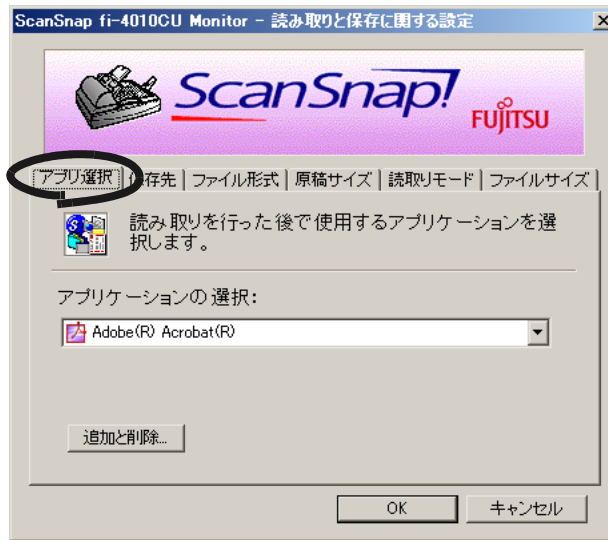 ScanSnap fi-4010CU Monitor - 読み取りと保存に関する設定
ScanSnap!
FUJITSU
アプリ選択 保存先 ファイル形式 原稿サイズ 読取りモード ファイルサイズ
読み取りを行った後で使用するアプリケーションを選
択します。
アプリケーションの選択:
Adobe(R) Acrobat(R)
追加と削除...
OK キャンセル